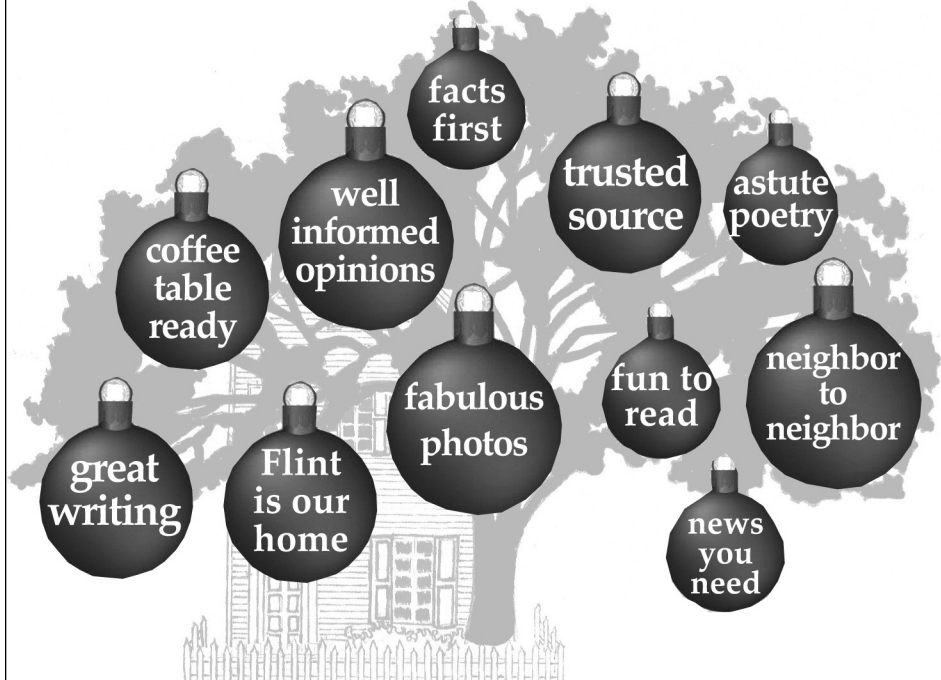 facts
first
trusted
source
astute
poetry
well
informed
opinions
coffee
table
ready
fabulous
photos
fun to
read
neighbor
to
neighbor
great
writing
Flint
is our
home
news
you
need